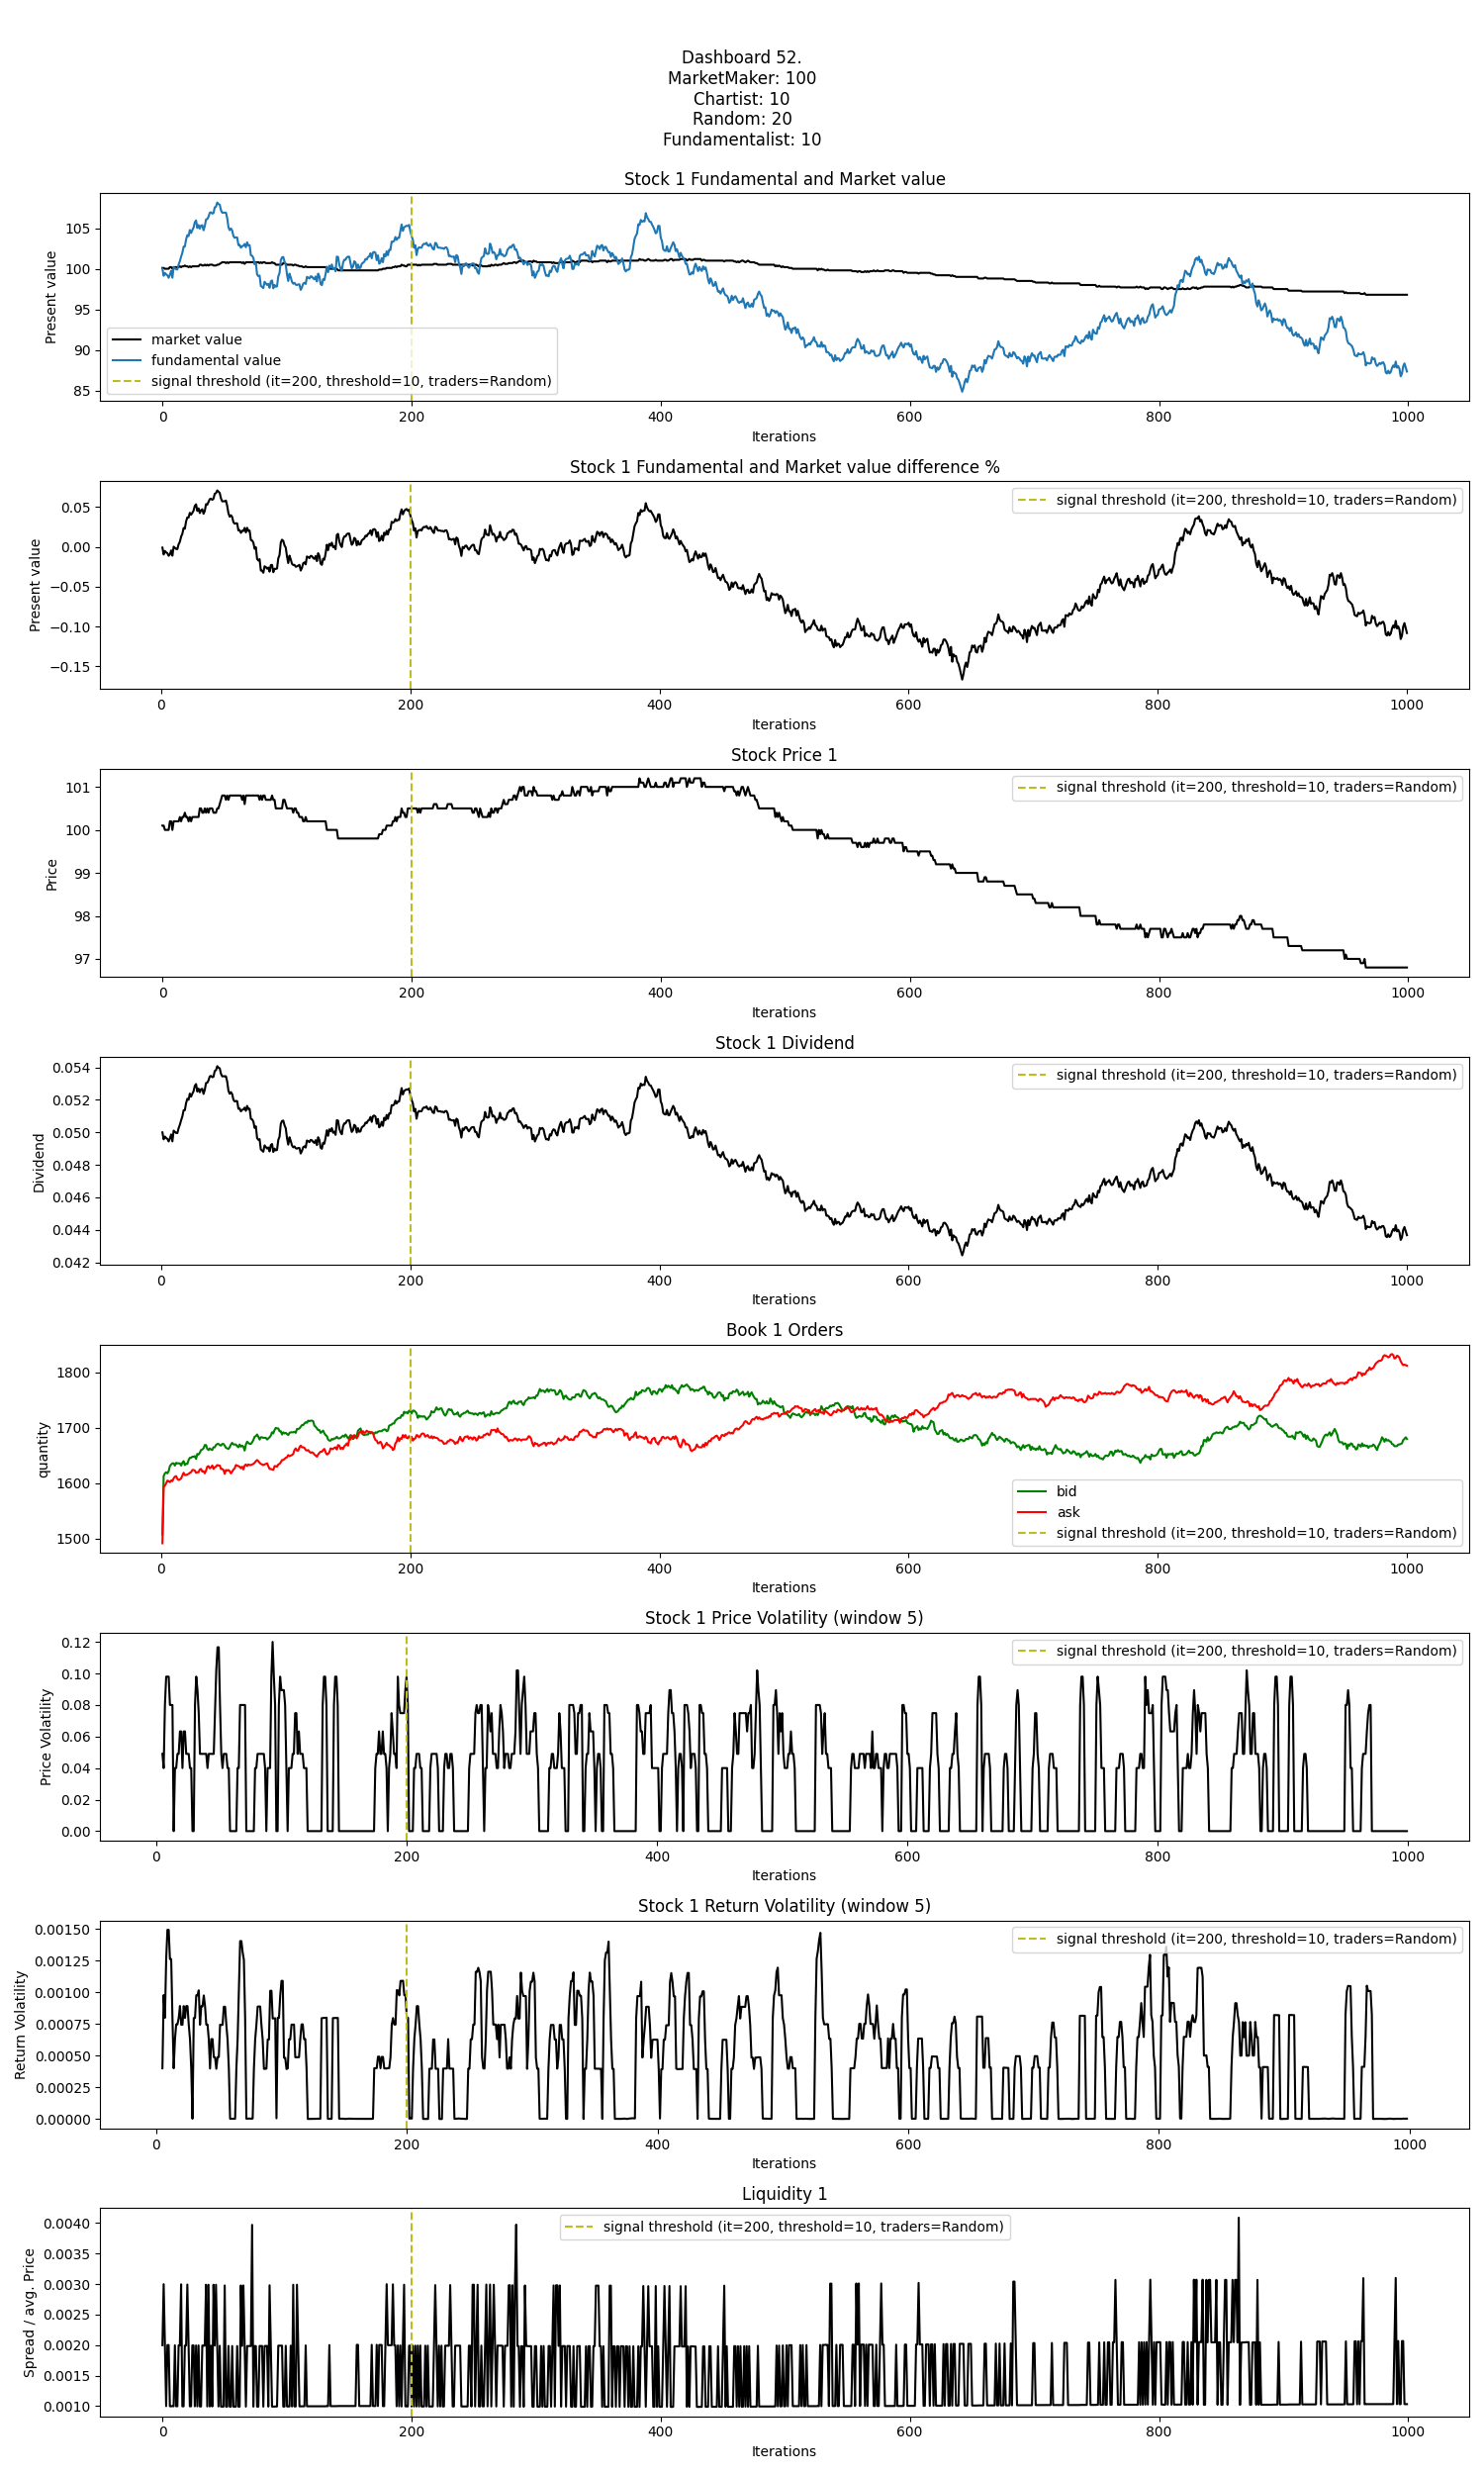 Dashboard 52.
MarketMaker: 100
Chartist: 10
Random: 20
Fundamentalist: 10
Stock 1 Fundamental and Market value
Present value
105
100
95
90
85
market value
fundamental value
signal threshold (it=200, threshold=10, traders=Random)
0 200 400 600 800 1000
Iterations
Stock 1 Fundamental and Market value difference %
Present value
0.05
0.00
−0.05
−0.10
−0.15
signal threshold (it=200, threshold=10, traders=Random)
0 200 400 600 800 1000
Iterations
Stock Price 1
Price
101
100
99
98
97
signal threshold (it=200, threshold=10, traders=Random)
0 200 400 600 800 1000
Iterations
Stock 1 Dividend
Dividend
0.054
0.052
0.050
0.048
0.046
0.044
0.042
signal threshold (it=200, threshold=10, traders=Random)
0 200 400 600 800 1000
Iterations
Book 1 Orders
quantity
1800
1700
1600
1500
bid
ask
signal threshold (it=200, threshold=10, traders=Random)
0 200 400 600 800 1000
Iterations
Stock 1 Price Volatility (window 5)
Price Volatility
0.12
0.10
0.08
0.06
0.04
0.02
0.00
signal threshold (it=200, threshold=10, traders=Random)
0 200 400 600 800 1000
Iterations
Stock 1 Return Volatility (window 5)
Return Volatility
0.00150
0.00125
0.00100
0.00075
0.00050
0.00025
0.00000
signal threshold (it=200, threshold=10, traders=Random)
0 200 400 600 800 1000
Iterations
Liquidity 1
Spread / avg. Price
0.0040
0.0035
0.0030
0.0025
0.0020
0.0015
0.0010
signal threshold (it=200, threshold=10, traders=Random)
0 200 400 600 800 1000
Iterations